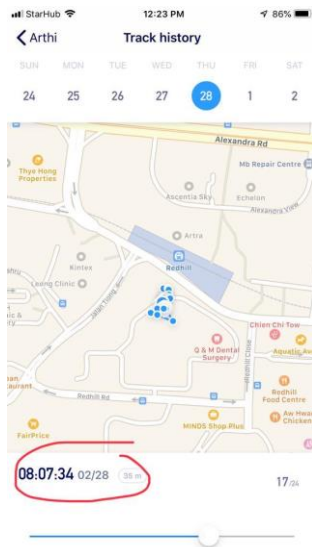 StarHub 12:23 PM 86%
Arthi Track history
SUN MON TUE WED THU FRI SAT
24 25 26 27 28 1 2
Alexandra Rd
Thye Hong
Properties
Mb Repair Centre
Ascentia Sky
Echelon
Alexandra View
Artra
Kintex
Redhill
Leong Clinic
Jalan Tiong
Chien Chi Tow
Q & M Dental
Surgery
Aquatic Av
Redhill Close
Redhill
Food Centre
Redhill Rd
Aw Hwa
Chicken
MINDS Shop Plus
FairPrice
08:07:34 02/28 35 m
17/24